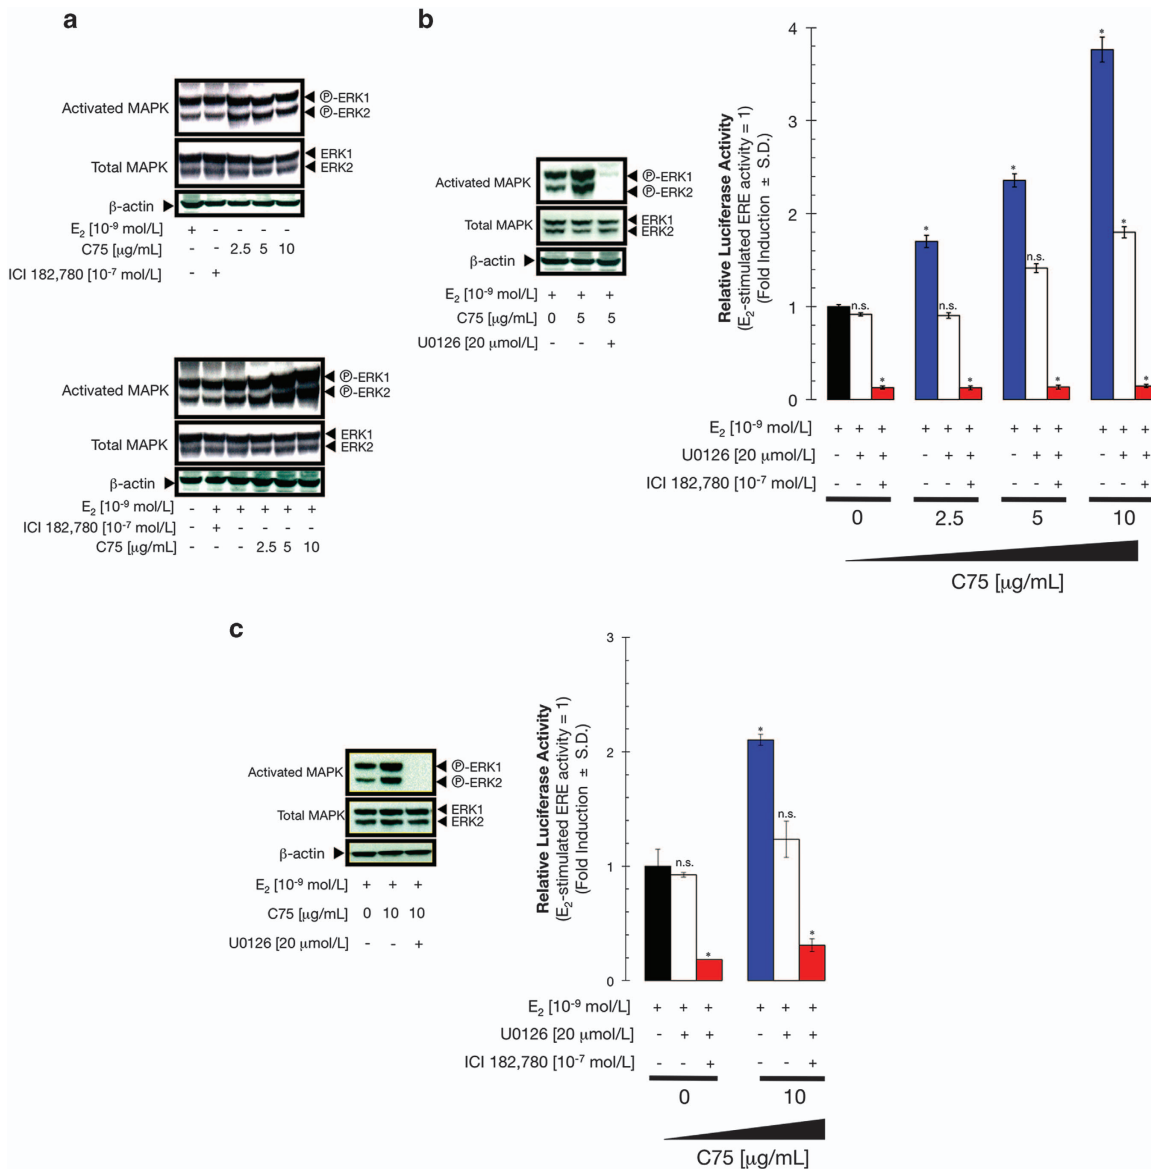 a
Activated MAPK
Ⓟ-ERK1
Ⓟ-ERK2
Total MAPK
ERK1
ERK2
β-actin
E2 [10-9 mol/L] + - - - -
C75 [μg/mL] - - 2.5 5 10
ICI 182,780 [10-7 mol/L] - +
Activated MAPK
Ⓟ-ERK1
Ⓟ-ERK2
Total MAPK
ERK1
ERK2
β-actin
E2 [10-9 mol/L] - + + + + +
ICI 182,780 [10-7 mol/L] - + - - - -
C75 [μg/mL] - - - 2.5 5 10
b
Activated MAPK
Ⓟ-ERK1
Ⓟ-ERK2
Total MAPK
ERK1
ERK2
β-actin
E2 [10-9 mol/L] + + +
C75 [μg/mL] 0 5 5
U0126 [20 μmol/L] - - +
Relative Luciferase Activity
(E2-stimulated ERE activity = 1)
(Fold Induction ± S.D.)
4
3
2
1
0
n.s.
*
*
n.s.
*
*
n.s.
*
*
*
*
E2 [10-9 mol/L] + + + + + + + + + + + +
U0126 [20 μmol/L] - + + - + + - + + - + +
ICI 182,780 [10-7 mol/L] - - + - - + - - + - - +
0 2.5 5 10
C75 [μg/mL]
c
Activated MAPK
Ⓟ-ERK1
Ⓟ-ERK2
Total MAPK
ERK1
ERK2
β-actin
E2 [10-9 mol/L] + + +
C75 [μg/mL] 0 10 10
U0126 [20 μmol/L] - - +
Relative Luciferase Activity
(E2-stimulated ERE activity = 1)
(Fold Induction ± S.D.)
3
2
1
0
n.s.
*
*
n.s.
*
E2 [10-9 mol/L] + + + + + +
U0126 [20 μmol/L] - + + - + +
ICI 182,780 [10-7 mol/L] - - + - - +
0 10
C75 [μg/mL]